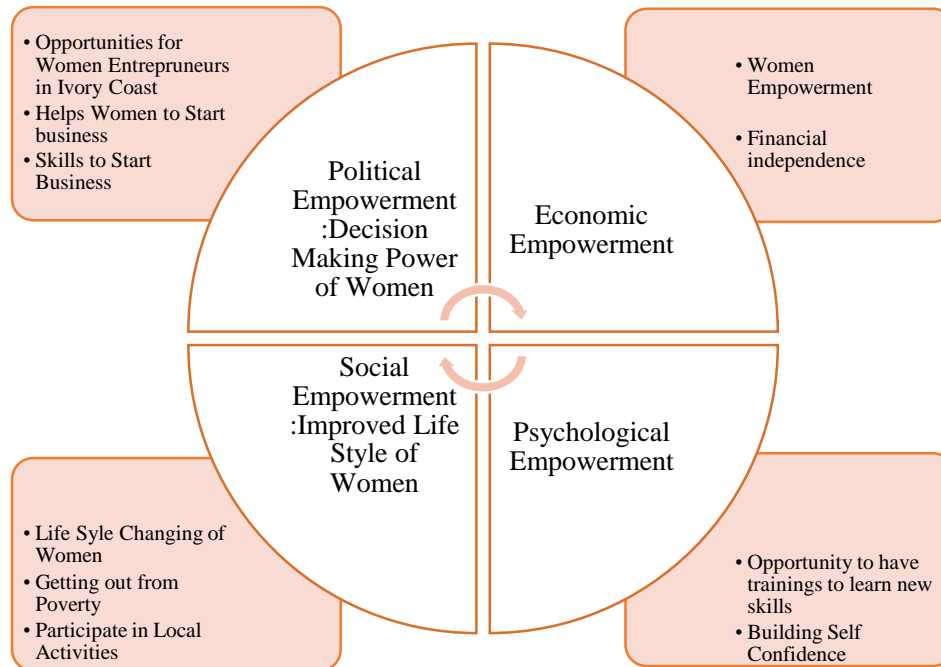 • Opportunities for
Women Entrepruneurs
in Ivory Coast
• Helps Women to Start
business
• Skills to Start
Business
• Women
Empowerment
• Financial
independence
Political
Empowerment
:Decision
Making Power
of Women
Economic
Empowerment
Social
Empowerment
:Improved Life
Style of
Women
Psychological
Empowerment
• Life Syle Changing of
Women
• Getting out from
Poverty
• Participate in Local
Activities
• Opportunity to have
trainings to learn new
skills
• Building Self
Confidence